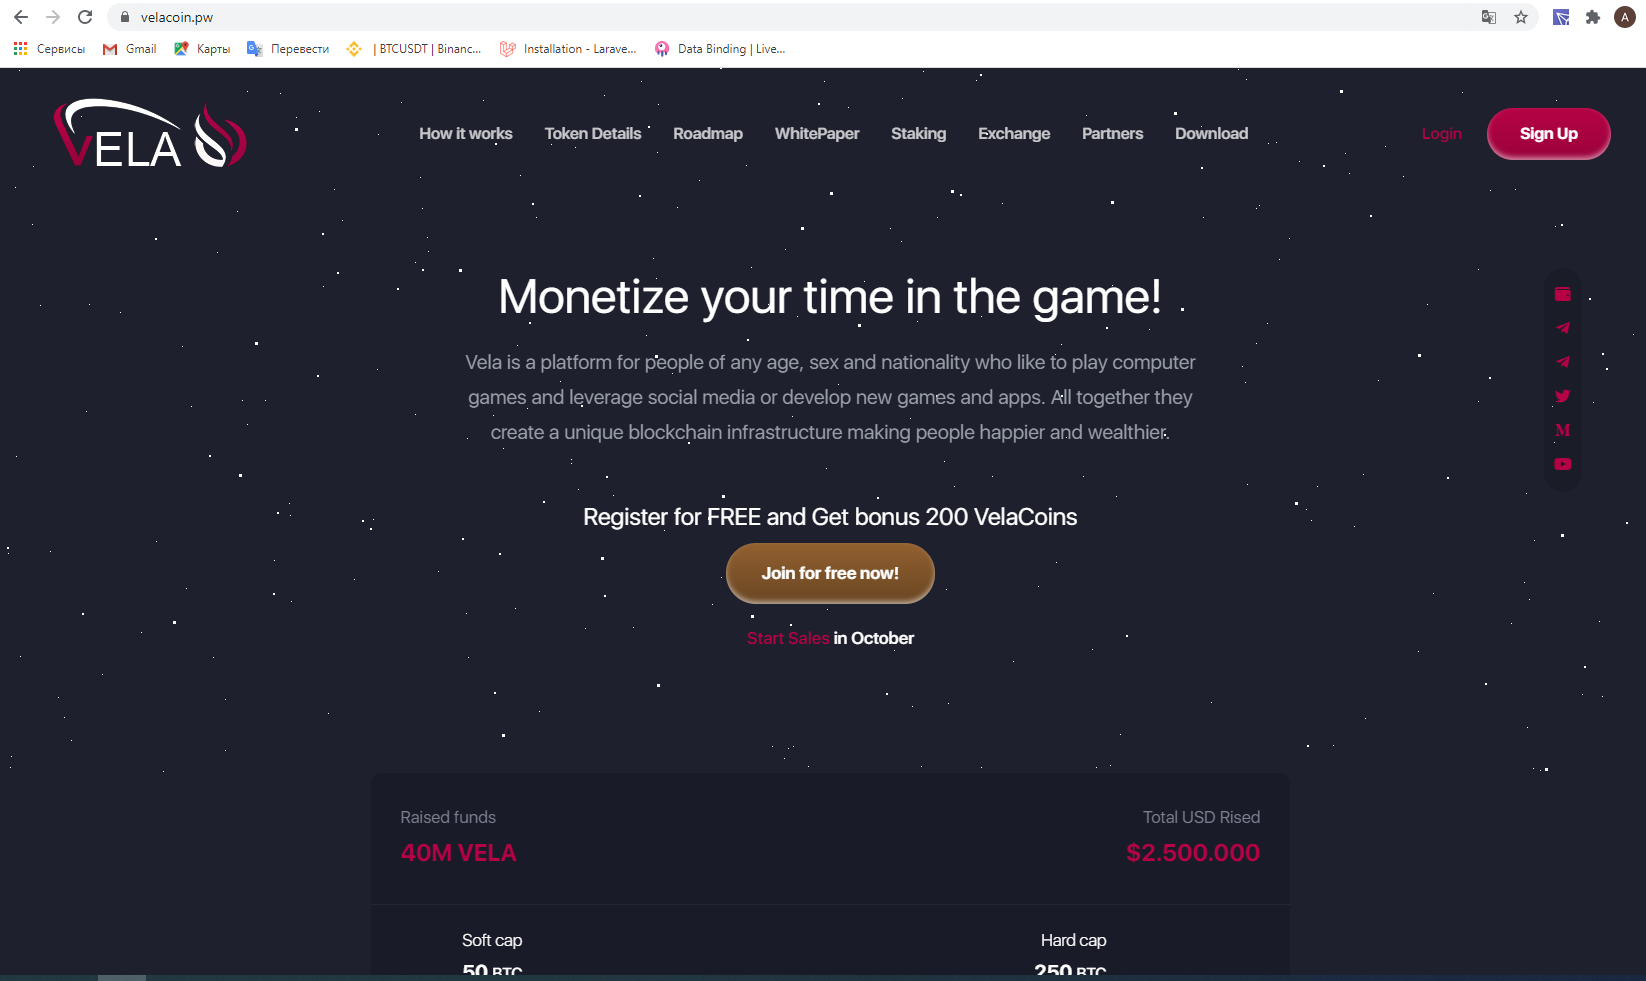 velacoin.pw
A
Сервисы Gmail Карты Перевести | BTCUSDT | Binanc... Installation - Larave... Data Binding | Live...
VELA
How it works Token Details Roadmap WhitePaper Staking Exchange Partners Download Login Sign Up
Monetize your time in the game!
Vela is a platform for people of any age, sex and nationality who like to play computer
games and leverage social media or develop new games and apps. All together they
create a unique blockchain infrastructure making people happier and wealthier.
Register for FREE and Get bonus 200 VelaCoins
Join for free now!
Start Sales in October
Raised funds Total USD Rised
40M VELA $2.500.000
Soft cap Hard cap
50 BTC 250 BTC